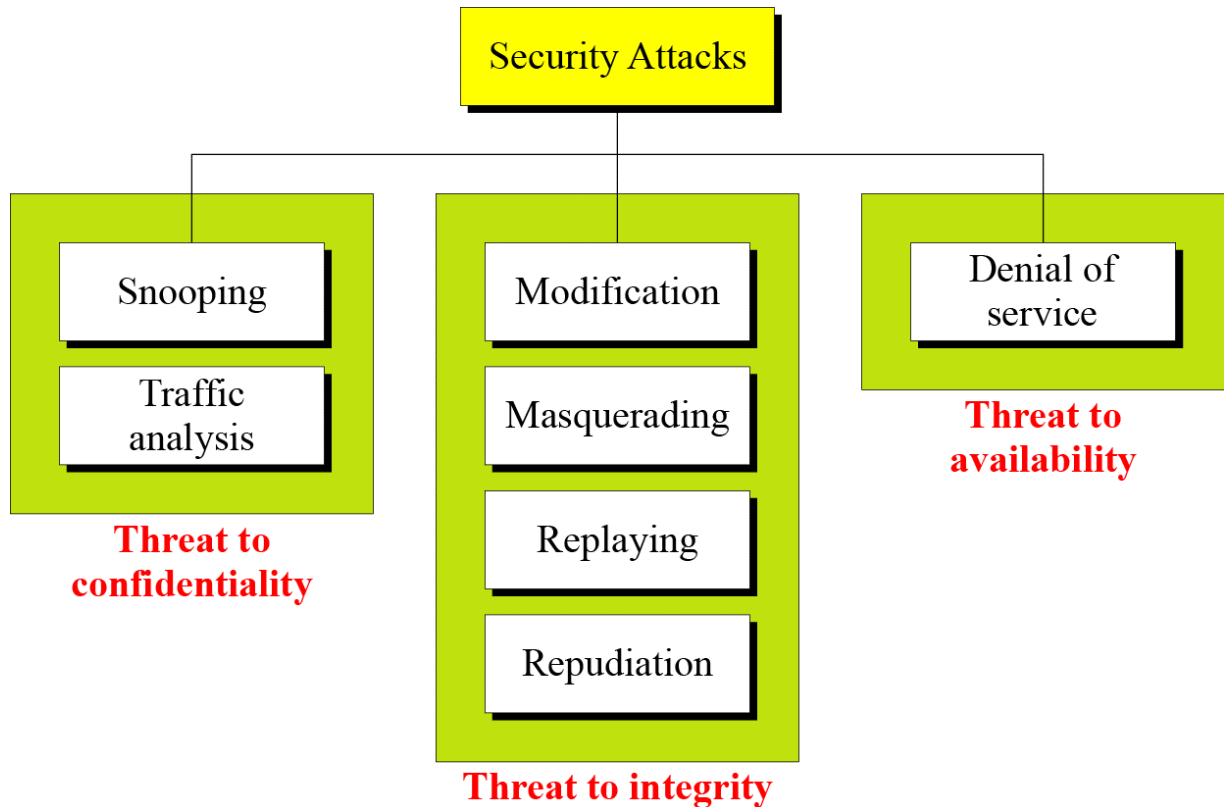 Security Attacks
Snooping
Traffic
analysis
Threat to
confidentiality
Modification
Masquerading
Replaying
Repudiation
Threat to integrity
Denial of
service
Threat to
availability